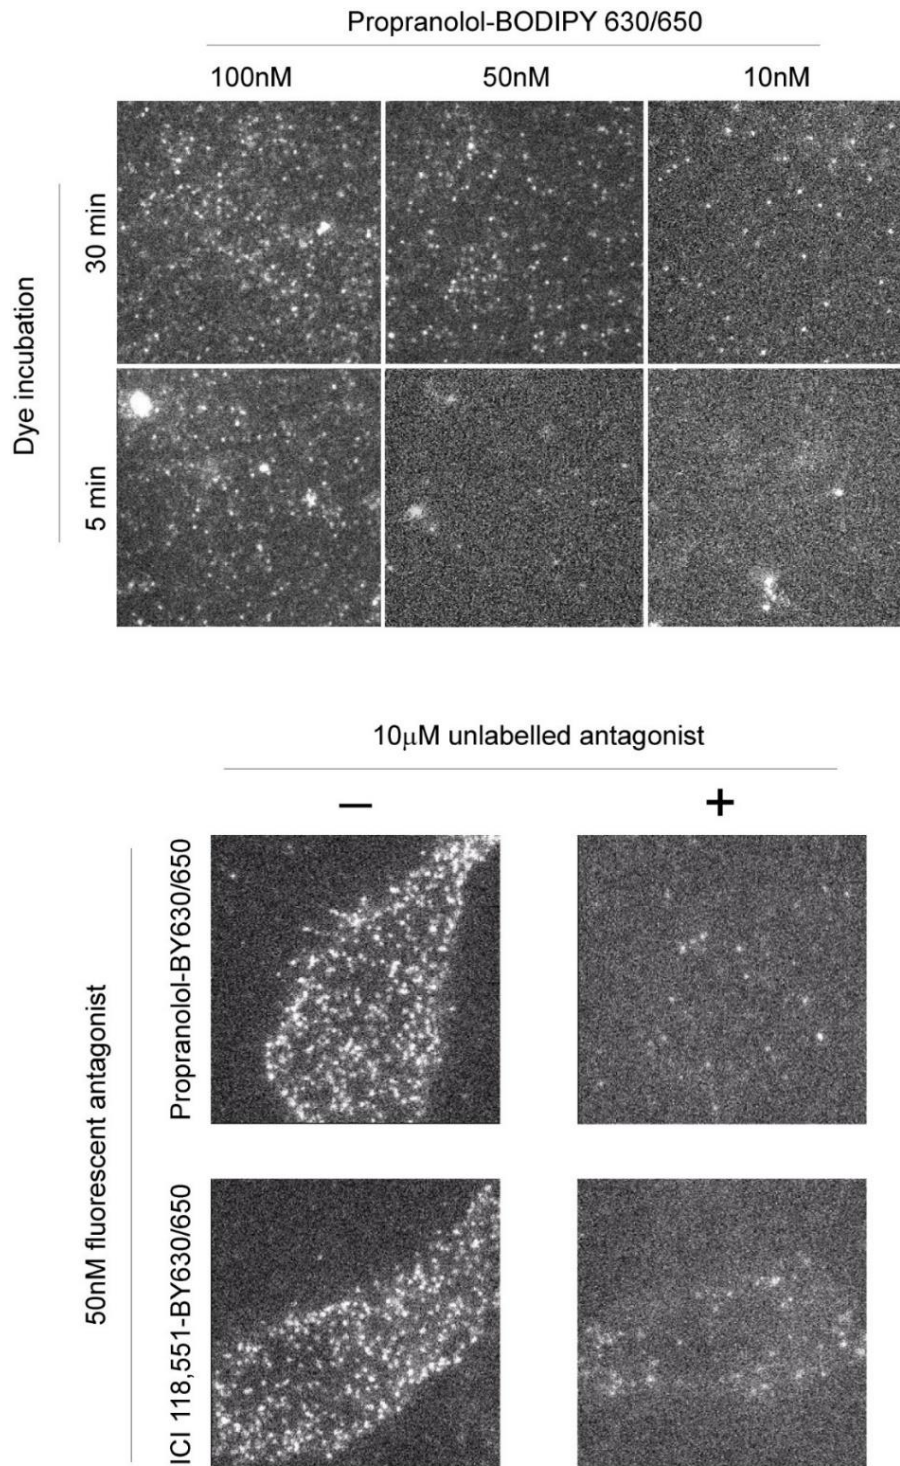 Propranolol-BODIPY 630/650
100nM 50nM 10nM
Dye incubation
30 min
5 min
10μM unlabelled antagonist
− +
50nM fluorescent antagonist
Propranolol-BY630/650
ICI 118,551-BY630/650